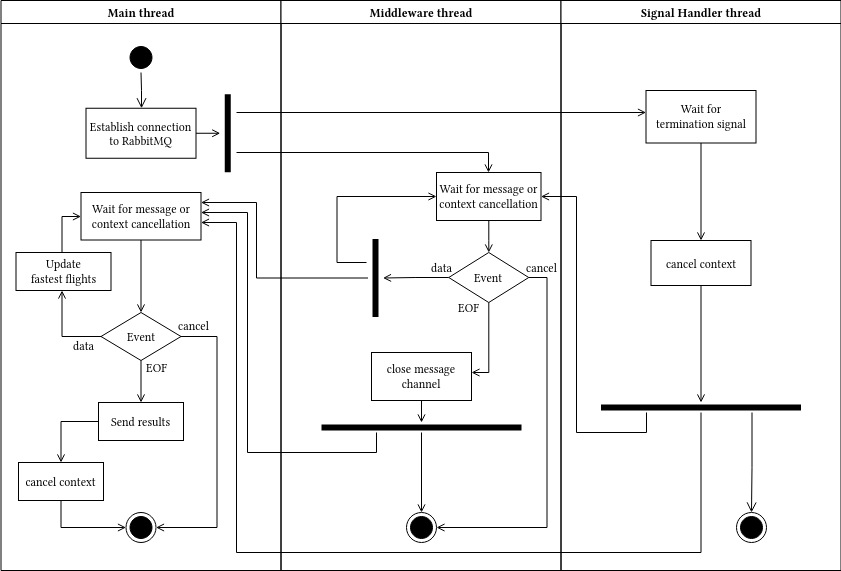 Main thread
Middleware thread
Signal Handler thread
Establish connection
to RabbitMQ
Wait for
termination signal
Wait for message or
context cancellation
Wait for message or
context cancellation
Update
fastest flights
cancel context
data
Event
cancel
EOF
Event
cancel
data
EOF
close message
channel
Send results
cancel context